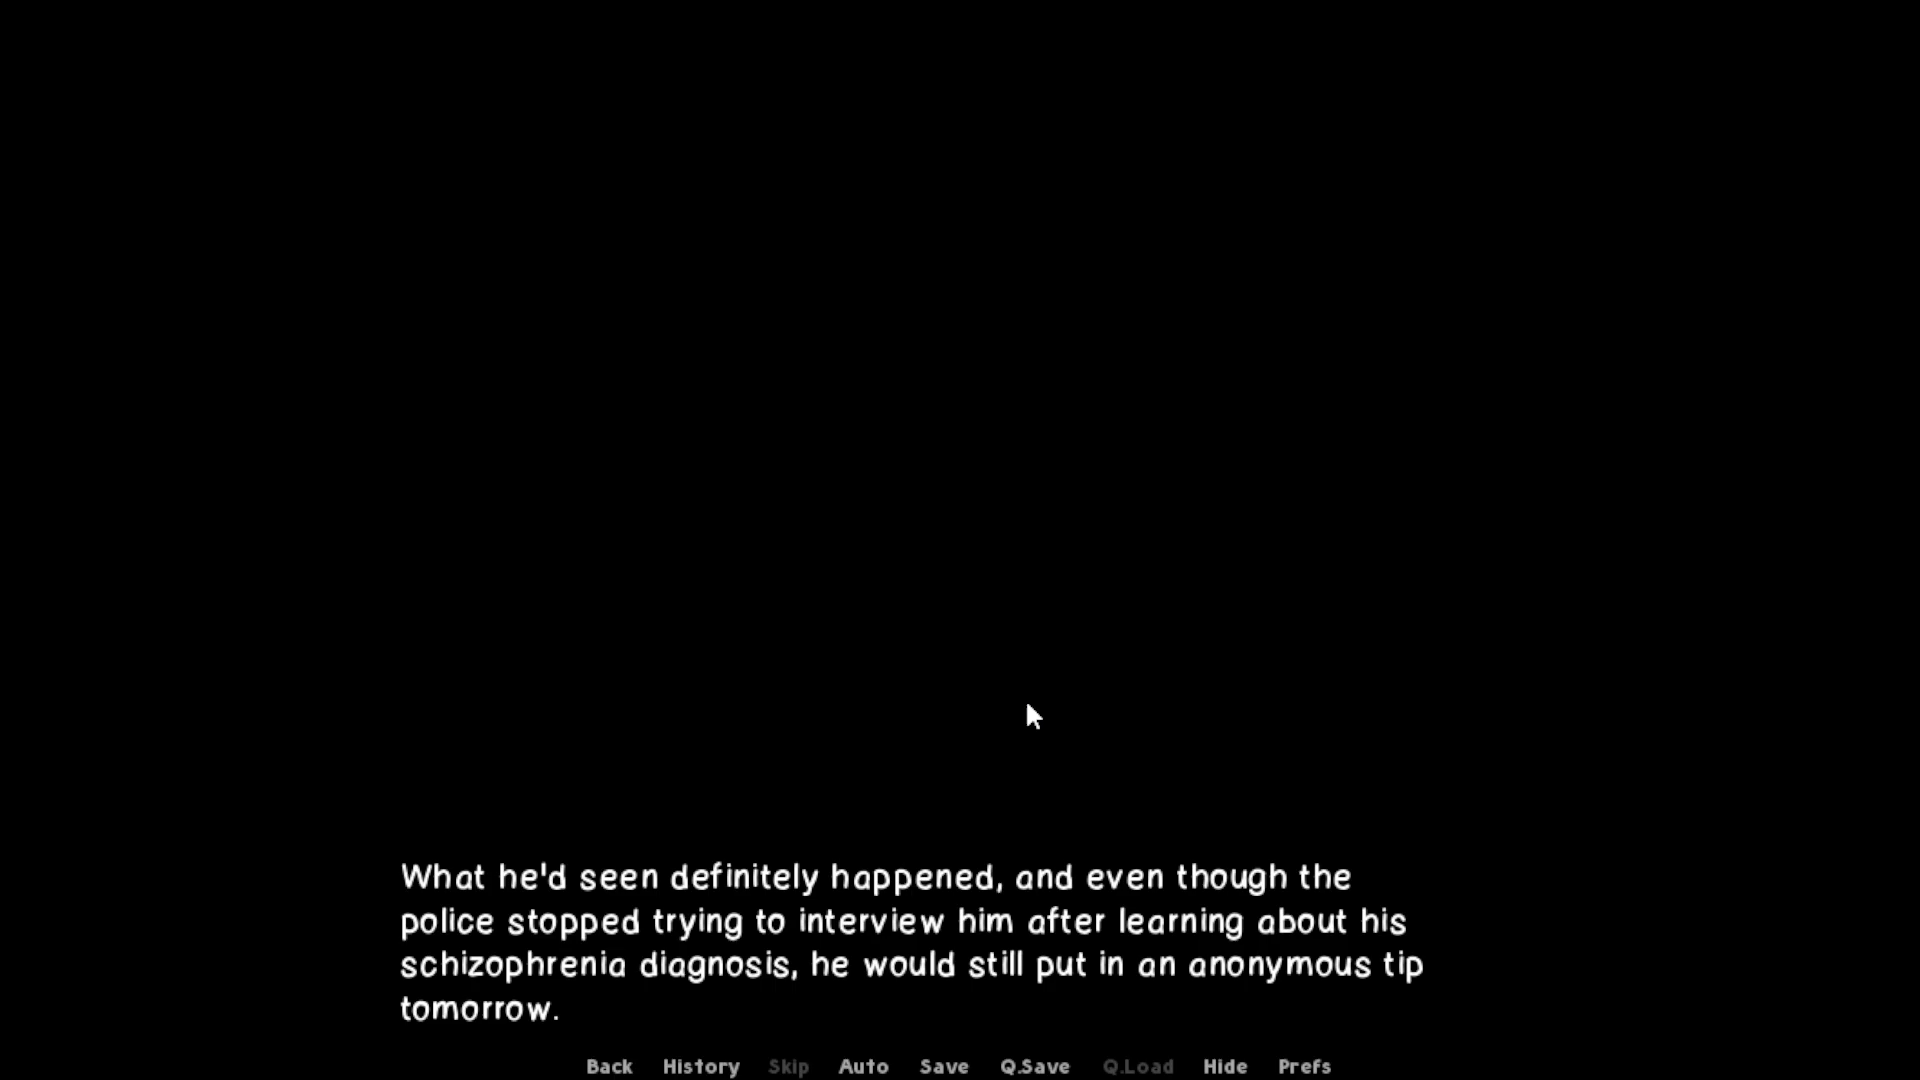 What he'd seen definitely happened, and even though the
police stopped trying to interview him after learning about his
schizophrenia diagnosis, he would still put in an anonymous tip
tomorrow.
Back History Skip Auto Save Q.Save Q.Load Hide Prefs